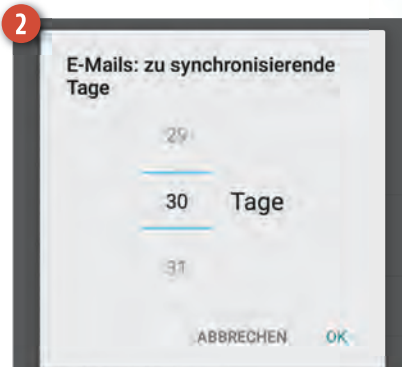 2
E-Mails: zu synchronisierende
Tage
29
30 Tage
31
ABBRECHEN OK